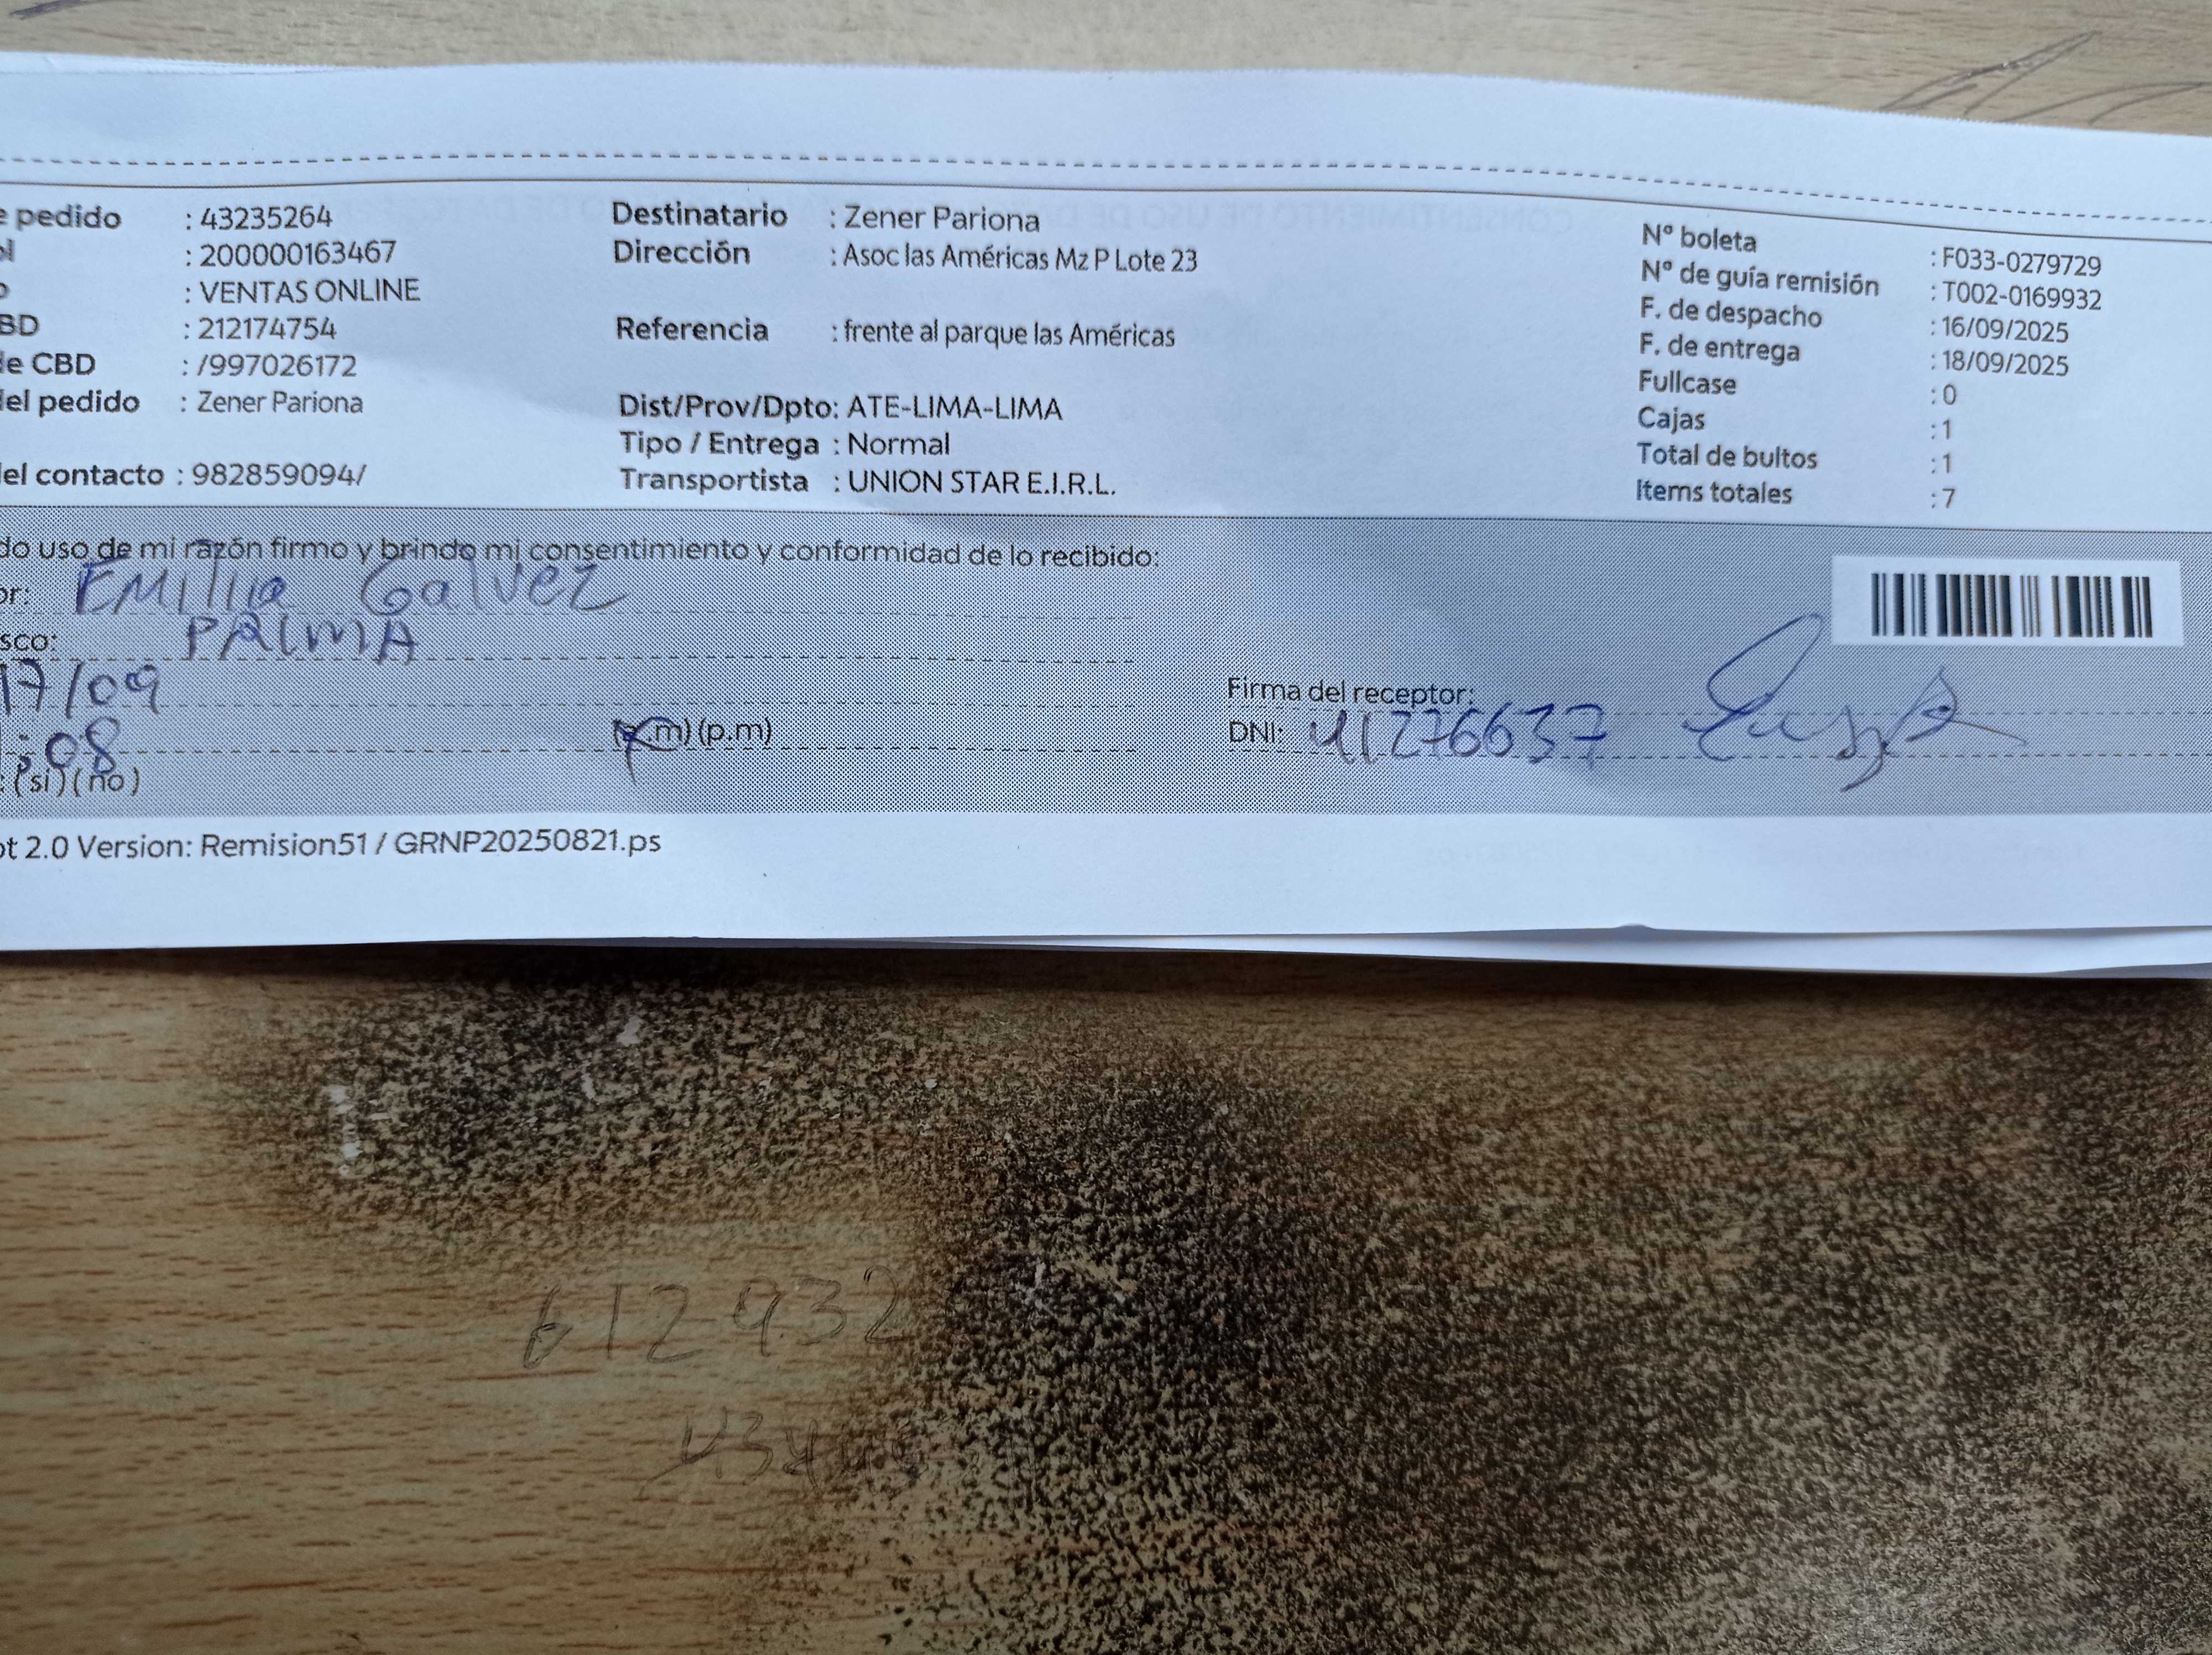 e pedido : 43235264
: 200000163467
: VENTAS ONLINE
BD : 212174754
de CBD : /997026172
del pedido : Zener Pariona
del contacto : 982859094/
Destinatario : Zener Pariona
Dirección : Asoc las Américas Mz P Lote 23
Referencia : frente al parque las Américas
Dist/Prov/Dpto: ATE-LIMA-LIMA
Tipo / Entrega : Normal
Transportista : UNION STAR E.I.R.L.
Nº boleta : F033-0279729
Nº de guía remisión : T002-0169932
F. de despacho : 16/09/2025
F. de entrega : 18/09/2025
Fullcase : 0
Cajas : 1
Total de bultos : 1
Items totales : 7
do uso de mi razón firmo y brindo mi consentimiento y conformidad de lo recibido:
or: EMilia Galvez
sco: PRIMA
17/09
:08 (a.m) (p.m)
: (si) (no)
Firma del receptor:
DNI: 41276637
ot 2.0 Version: Remision51 / GRNP20250821.ps
612932